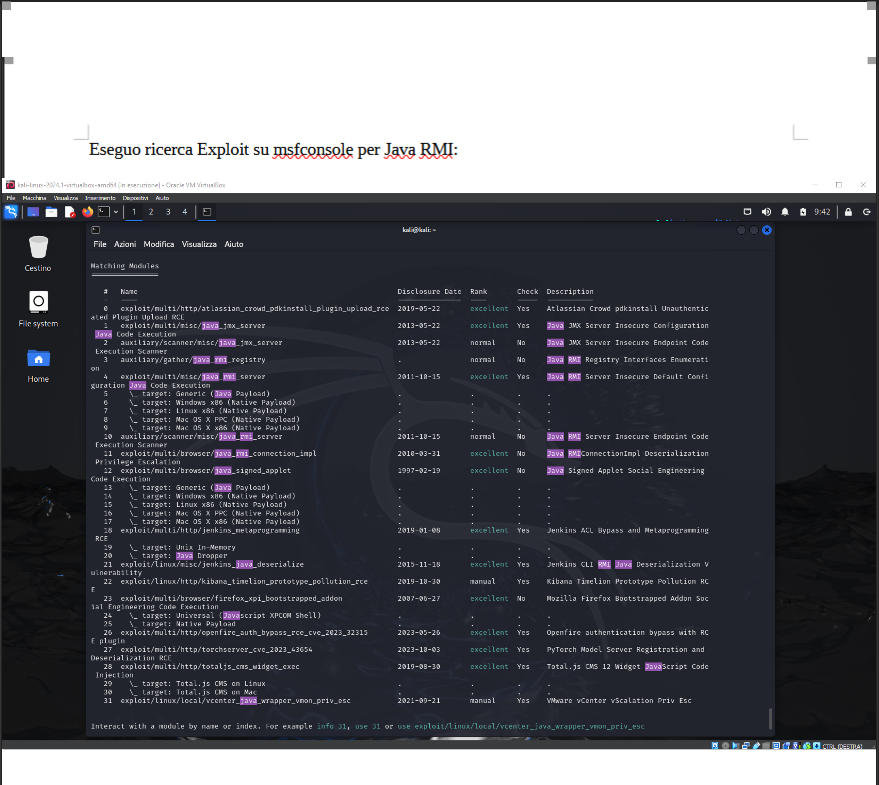 Eseguo ricerca Exploit su msfconsole per Java RMI:
kali-linux-2024.1-virtualbox-amd64 [In esecuzione] - Oracle VM VirtualBox
File Macchina Visualizza Inserimento Dispositivi Aiuto
1 2 3 4 9:42
kali@kali: ~
File Azioni Modifica Visualizza Aiuto
Cestino
File system
Home
Matching Modules
# Name Disclosure Date Rank Check Description
0 exploit/multi/http/atlassian_crowd_pdkinstall_plugin_upload_rce 2019-05-22 excellent Yes Atlassian Crowd pdkinstall Unauthentic
ated Plugin Upload RCE
1 exploit/multi/misc/java_jmx_server 2013-05-22 excellent Yes Java JMX Server Insecure Configuration
Java Code Execution
2 auxiliary/scanner/misc/java_jmx_server 2013-05-22 normal No Java JMX Server Insecure Endpoint Code
Execution Scanner
3 auxiliary/gather/java_rmi_registry . normal No Java RMI Registry Interfaces Enumerati
on
4 exploit/multi/misc/java_rmi_server 2011-10-15 excellent Yes Java RMI Server Insecure Default Confi
guration Java Code Execution
5 \_ target: Generic (Java Payload) . . . .
6 \_ target: Windows x86 (Native Payload) . . . .
7 \_ target: Linux x86 (Native Payload) . . . .
8 \_ target: Mac OS X PPC (Native Payload) . . . .
9 \_ target: Mac OS X x86 (Native Payload) . . . .
10 auxiliary/scanner/misc/java_rmi_server 2011-10-15 normal No Java RMI Server Insecure Endpoint Code
Execution Scanner
11 exploit/multi/browser/java_rmi_connection_impl 2010-03-31 excellent No Java RMIConnectionImpl Deserialization
Privilege Escalation
12 exploit/multi/browser/java_signed_applet 1997-02-19 excellent No Java Signed Applet Social Engineering
Code Execution
13 \_ target: Generic (Java Payload) . . . .
14 \_ target: Windows x86 (Native Payload) . . . .
15 \_ target: Linux x86 (Native Payload) . . . .
16 \_ target: Mac OS X PPC (Native Payload) . . . .
17 \_ target: Mac OS X x86 (Native Payload) . . . .
18 exploit/multi/http/jenkins_metaprogramming 2019-01-08 excellent Yes Jenkins ACL Bypass and Metaprogramming
RCE
19 \_ target: Unix In-Memory . . . .
20 \_ target: Java Dropper . . . .
21 exploit/linux/misc/jenkins_java_deserialize 2015-11-18 excellent Yes Jenkins CLI RMI Java Deserialization V
ulnerability
22 exploit/linux/http/kibana_timelion_prototype_pollution_rce 2019-10-30 manual Yes Kibana Timelion Prototype Pollution RC
E
23 exploit/multi/browser/firefox_xpi_bootstrapped_addon 2007-06-27 excellent No Mozilla Firefox Bootstrapped Addon Soc
ial Engineering Code Execution
24 \_ target: Universal (Javascript XPCOM Shell) . . . .
25 \_ target: Native Payload . . . .
26 exploit/multi/http/openfire_auth_bypass_rce_cve_2023_32315 2023-05-26 excellent Yes Openfire authentication bypass with RC
E plugin
27 exploit/multi/http/torchserver_cve_2023_43654 2023-10-03 excellent Yes PyTorch Model Server Registration and
Deserialization RCE
28 exploit/multi/http/totaljs_cms_widget_exec 2019-08-30 excellent Yes Total.js CMS 12 Widget JavaScript Code
Injection
29 \_ target: Total.js CMS on Linux . . . .
30 \_ target: Total.js CMS on Mac . . . .
31 exploit/linux/local/vcenter_java_wrapper_vmon_priv_esc 2021-09-21 manual Yes VMware vCenter vScalation Priv Esc
Interact with a module by name or index. For example info 31, use 31 or use exploit/linux/local/vcenter_java_wrapper_vmon_priv_esc
CTRL (DESTRA)